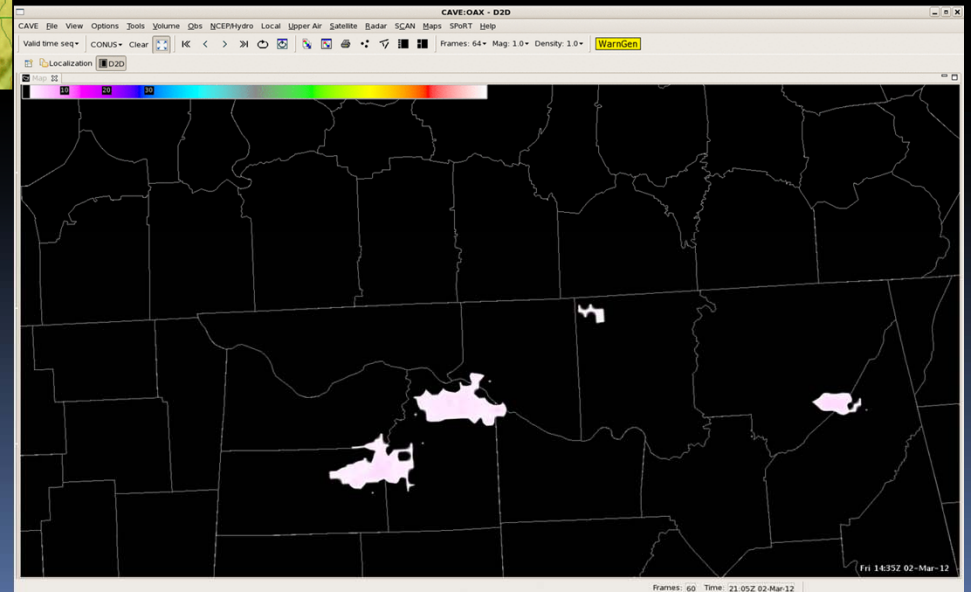 CAVE:OAX - D2D
CAVE File View Options Tools Volume Obs NCEP/Hydro Local Upper Air Satellite Radar SCAN Maps SPoRT Help
Valid time seq CONUS Clear Frames: 64 Mag: 1.0 Density: 1.0 WarnGen
Localization D2D
Map
10 20 30
Fri 14:35Z 02-Mar-12
Frames: 60 Time: 21:05Z 02-Mar-12